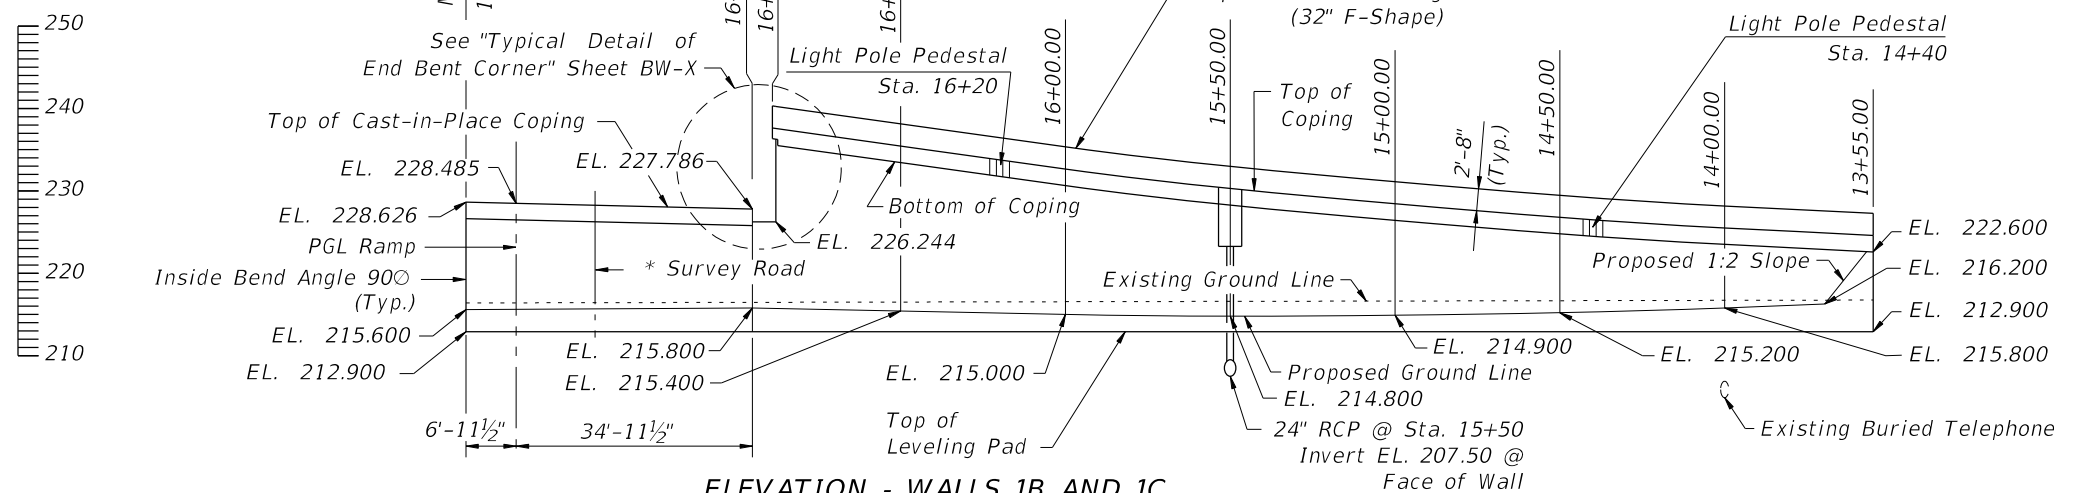 250
240
230
220
210
See "Typical Detail of
End Bent Corner" Sheet BW-X
Top of Cast-in-Place Coping
EL. 228.485
EL. 227.786
EL. 228.626
PGL Ramp
Inside Bend Angle 90∅
(Typ.)
* Survey Road
EL. 226.244
EL. 215.600
EL. 212.900
EL. 215.800
EL. 215.400
6'-11½"
34'-11½"
Light Pole Pedestal
Sta. 16+20
Bottom of Coping
16+00.00
15+50.00
(32" F-Shape)
Top of
Coping
15+00.00
2'-8"
(Typ.)
14+50.00
Light Pole Pedestal
Sta. 14+40
14+00.00
13+55.00
Existing Ground Line
Proposed 1:2 Slope
EL. 222.600
EL. 216.200
EL. 212.900
EL. 215.800
EL. 215.000
EL. 214.900
EL. 215.200
Proposed Ground Line
EL. 214.800
Top of
Leveling Pad
24" RCP @ Sta. 15+50
Invert EL. 207.50 @
Face of Wall
Existing Buried Telephone
ELEVATION - WALLS 1B AND 1C